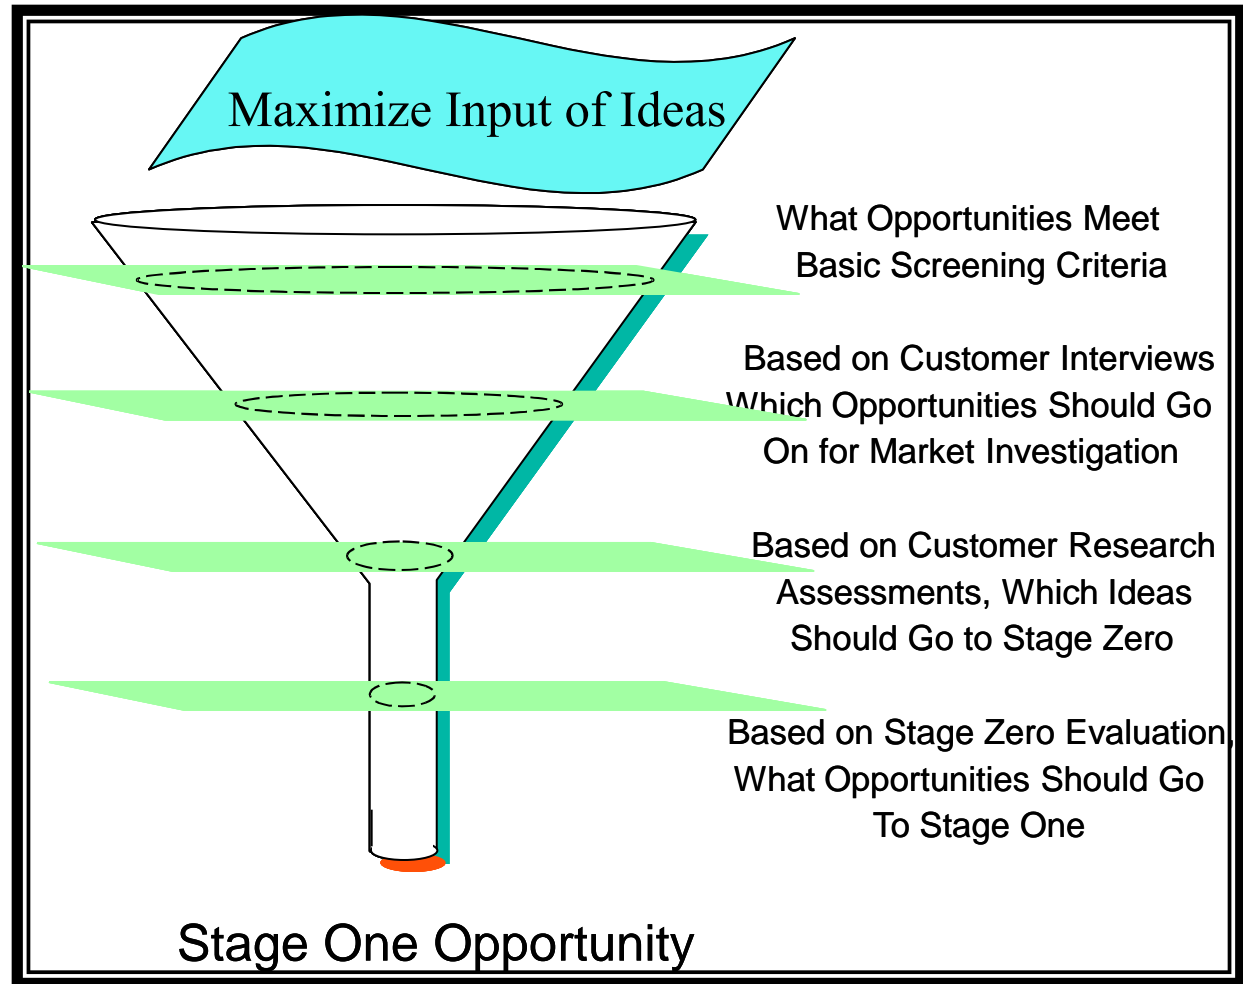 Maximize Input of Ideas
What Opportunities Meet
Basic Screening Criteria
Based on Customer Interviews
Which Opportunities Should Go
On for Market Investigation
Based on Customer Research
Assessments, Which Ideas
Should Go to Stage Zero
Based on Stage Zero Evaluation,
What Opportunities Should Go
To Stage One
Stage One Opportunity